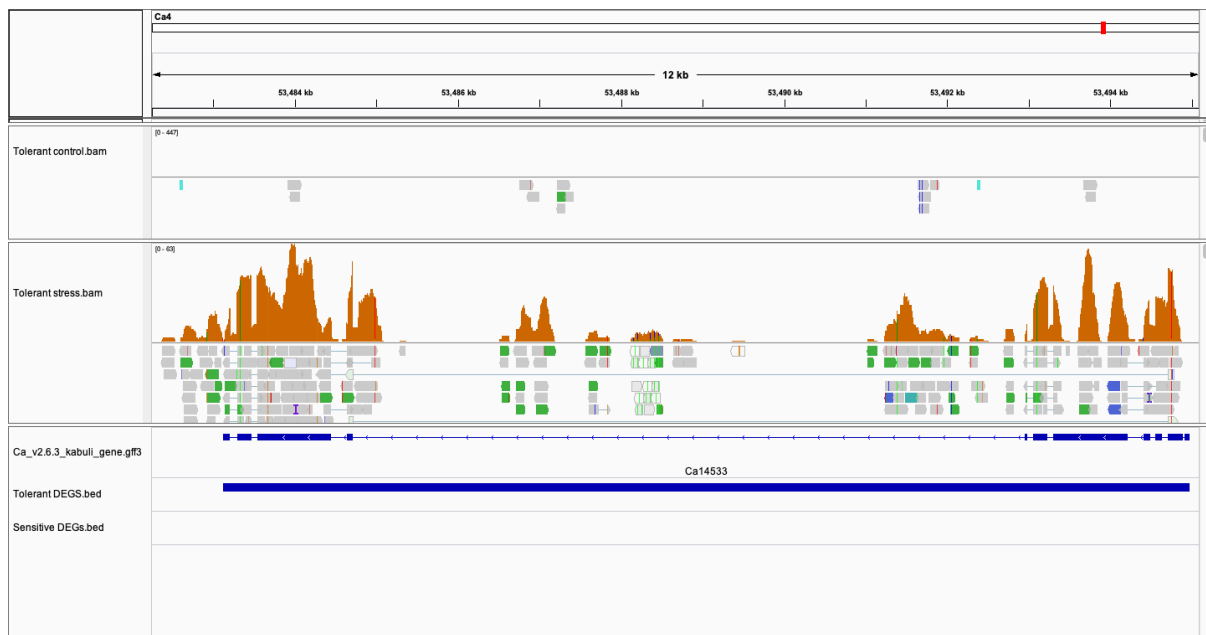 Ca4
12 kb
53,484 kb 53,486 kb 53,488 kb 53,490 kb 53,492 kb 53,494 kb
[0 - 447]
Tolerant control.bam
[0 - 63]
Tolerant stress.bam
Ca_v2.6.3_kabuli_gene.gff3
Ca14533
Tolerant DEGS.bed
Sensitive DEGs.bed